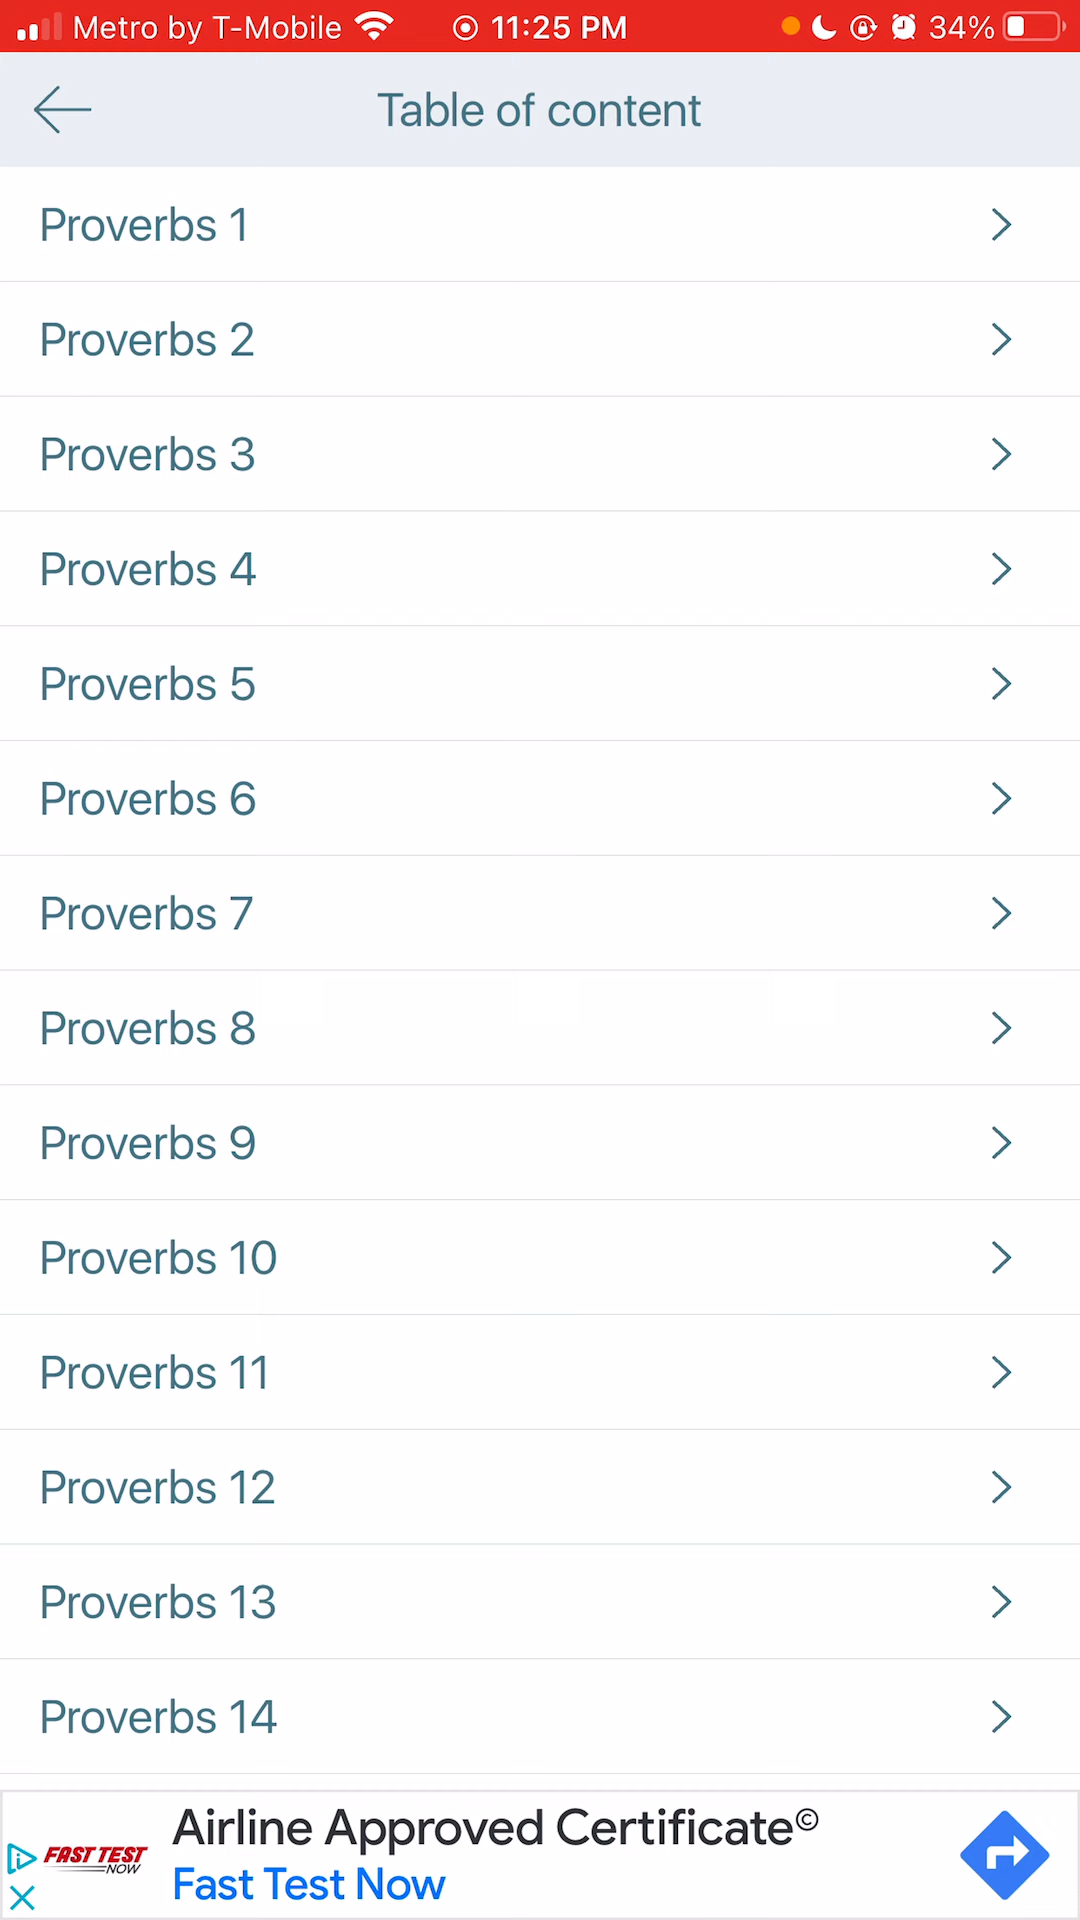 Metro by T-Mobile 11:25 PM 34%
Table of content
Proverbs 1
Proverbs 2
Proverbs 3
Proverbs 4
Proverbs 5
Proverbs 6
Proverbs 7
Proverbs 8
Proverbs 9
Proverbs 10
Proverbs 11
Proverbs 12
Proverbs 13
Proverbs 14
Airline Approved Certificate©
FAST TEST
NOW
Fast Test Now